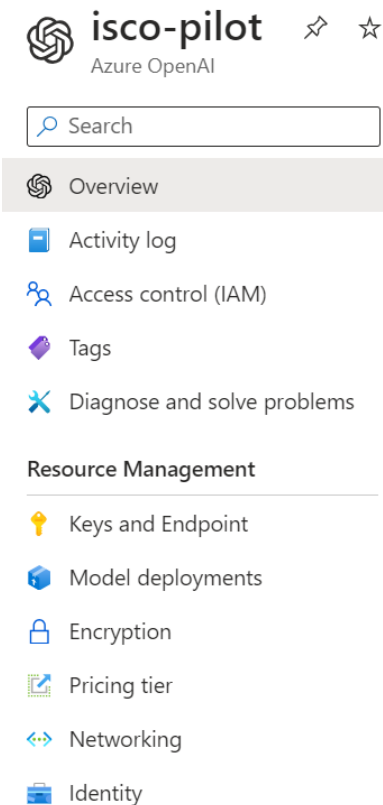 isco-pilot
Azure OpenAI
Search
Overview
Activity log
Access control (IAM)
Tags
Diagnose and solve problems
Resource Management
Keys and Endpoint
Model deployments
Encryption
Pricing tier
Networking
Identity